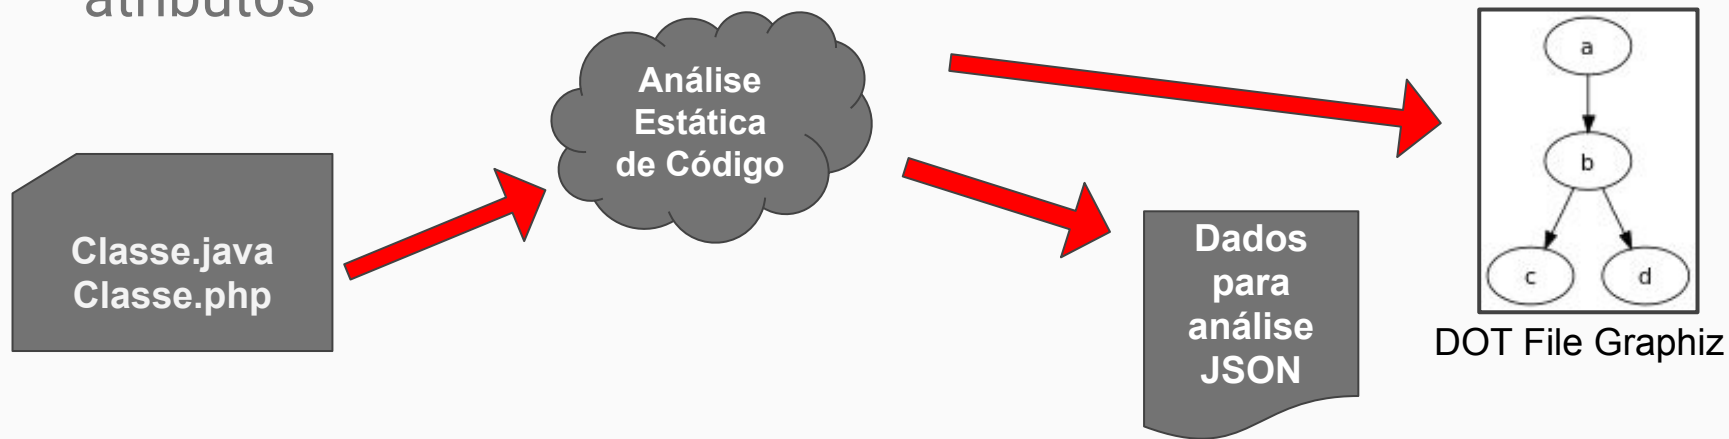 atributos
Análise
Estática
de Código
Classe.java
Classe.php
Dados
para
análise
JSON
a
b
c
d
DOT File Graphiz